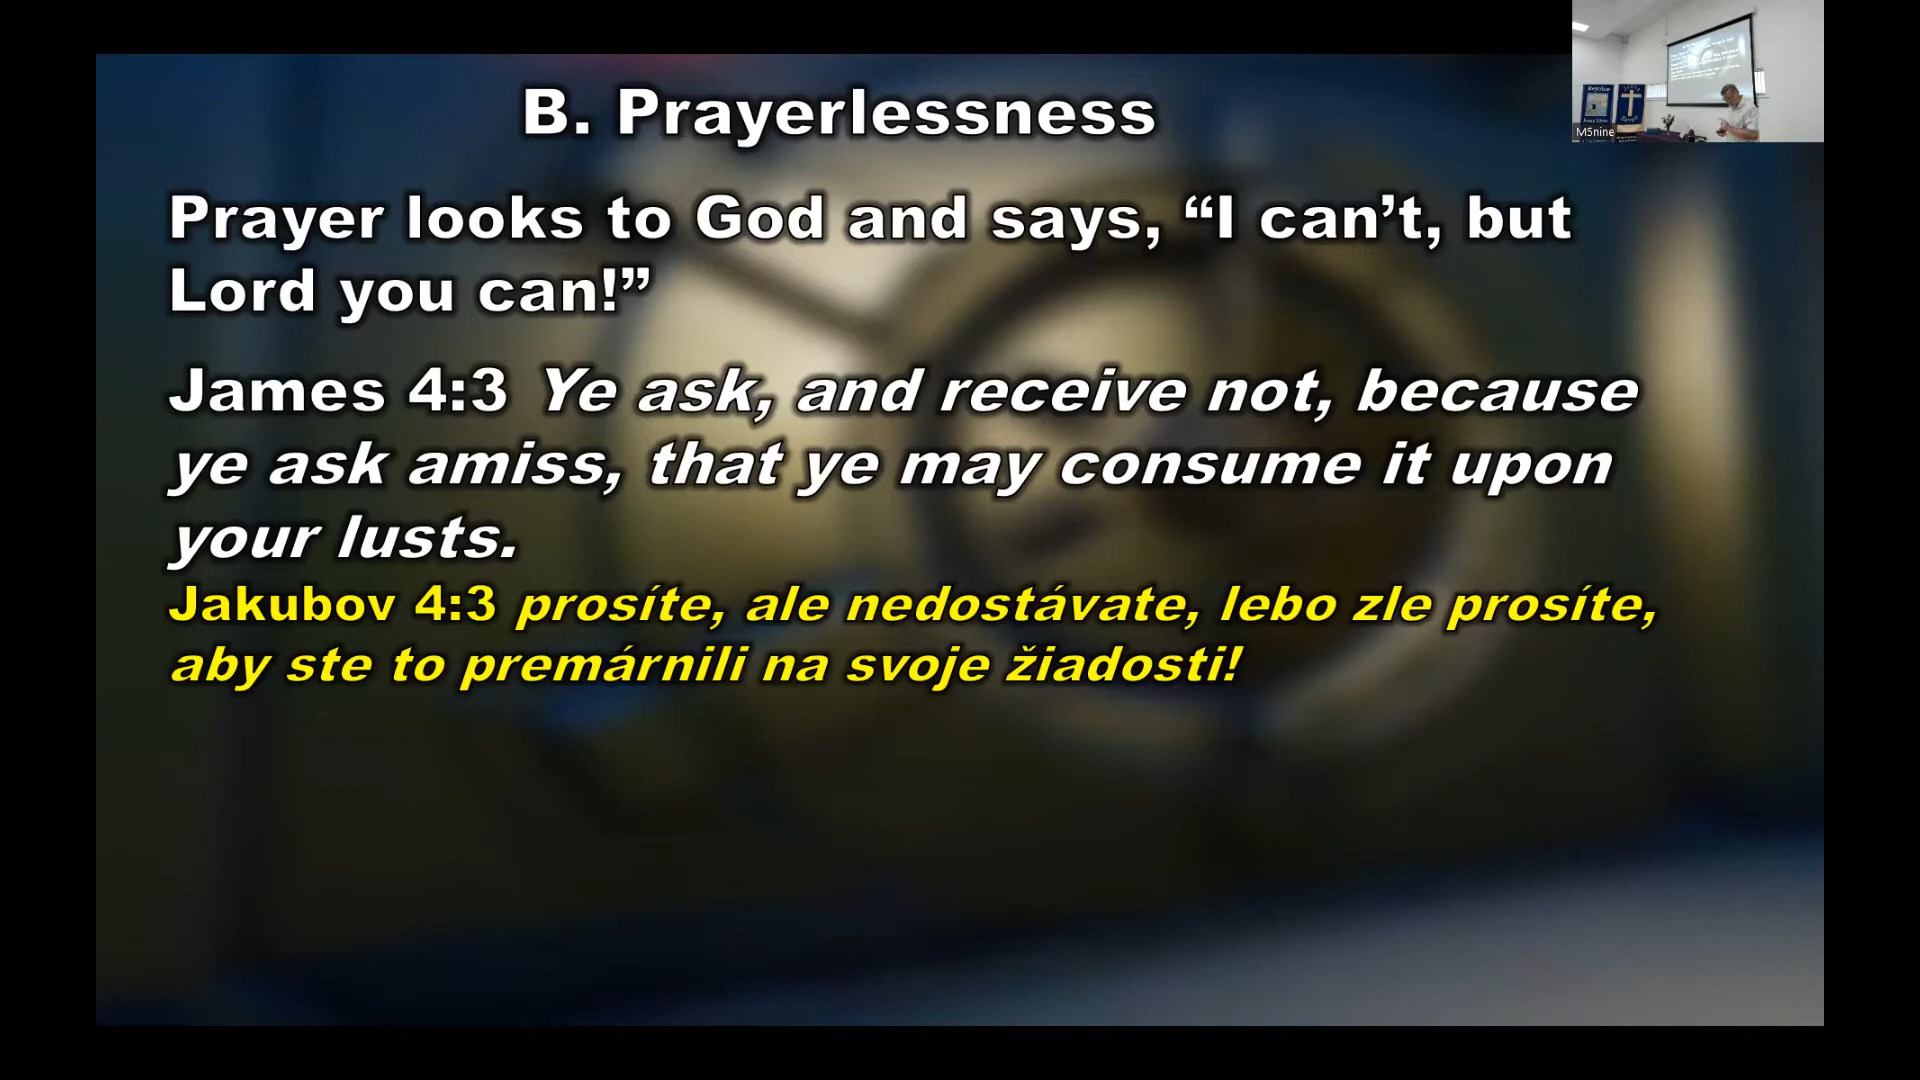 B. Prayerlessness
Prayer looks to God and says, “I can’t, but
Lord you can!”
James 4:3 Ye ask, and receive not, because
ye ask amiss, that ye may consume it upon
your lusts.
Jakubov 4:3 prosíte, ale nedostávate, lebo zle prosíte,
aby ste to premárnili na svoje žiadosti!
Rejoice
M5nine